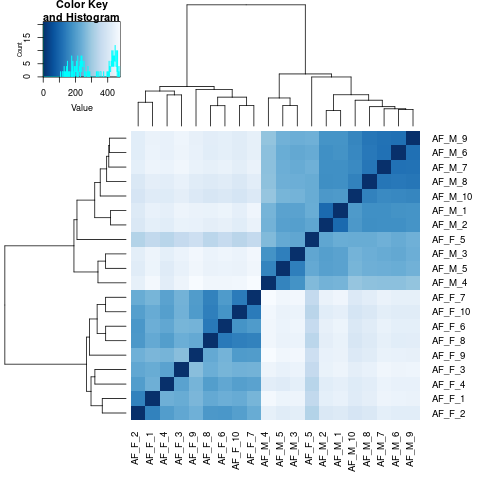 Color Key
and Histogram
Count
0 5 15
0 200 400
Value
AF_M_9
AF_M_6
AF_M_7
AF_M_8
AF_M_10
AF_M_1
AF_M_2
AF_F_5
AF_M_3
AF_M_5
AF_M_4
AF_F_7
AF_F_10
AF_F_6
AF_F_8
AF_F_9
AF_F_3
AF_F_4
AF_F_1
AF_F_2
AF_F_2 AF_F_1 AF_F_4 AF_F_3 AF_F_9 AF_F_8 AF_F_6 AF_F_10 AF_F_7 AF_M_4 AF_M_5 AF_M_3 AF_F_5 AF_M_2 AF_M_1 AF_M_10 AF_M_8 AF_M_7 AF_M_6 AF_M_9